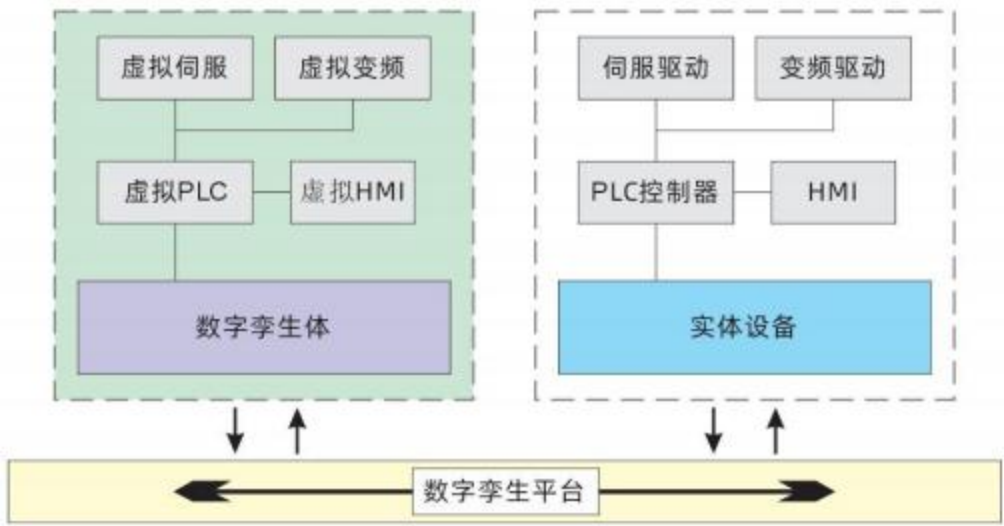 虚拟伺服
虚拟变频
虚拟PLC
虚拟HMI
数字孪生体
伺服驱动
变频驱动
PLC控制器
HMI
实体设备
数字孪生平台